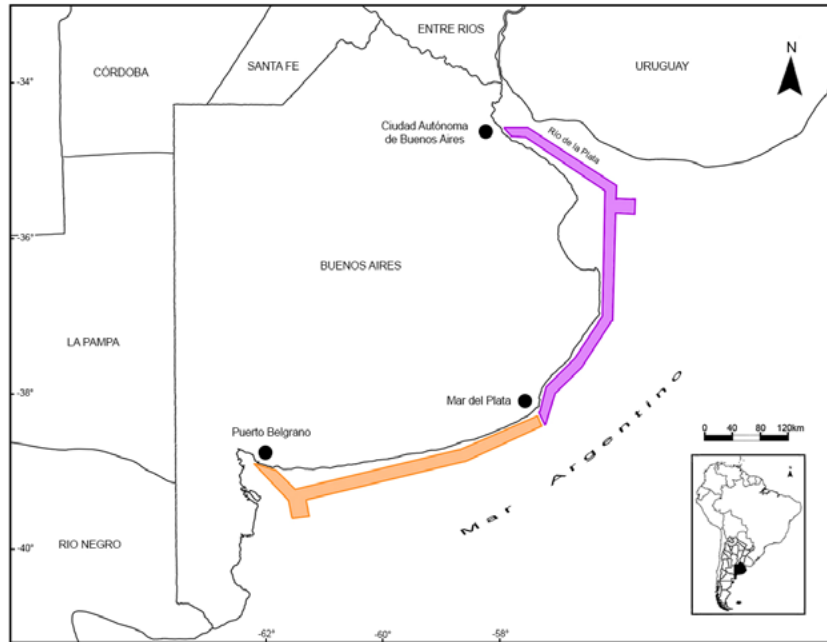 ENTRE RIOS
CÓRDOBA
SANTA FE
URUGUAY
N
-34°
Ciudad Autónoma
de Buenos Aires
Río de la Plata
-36°
BUENOS AIRES
LA PAMPA
-38°
Mar del Plata
Mar Argentino
Puerto Belgrano
0 40 80 120km
RIO NEGRO
-40°
-62°
-60°
-58°